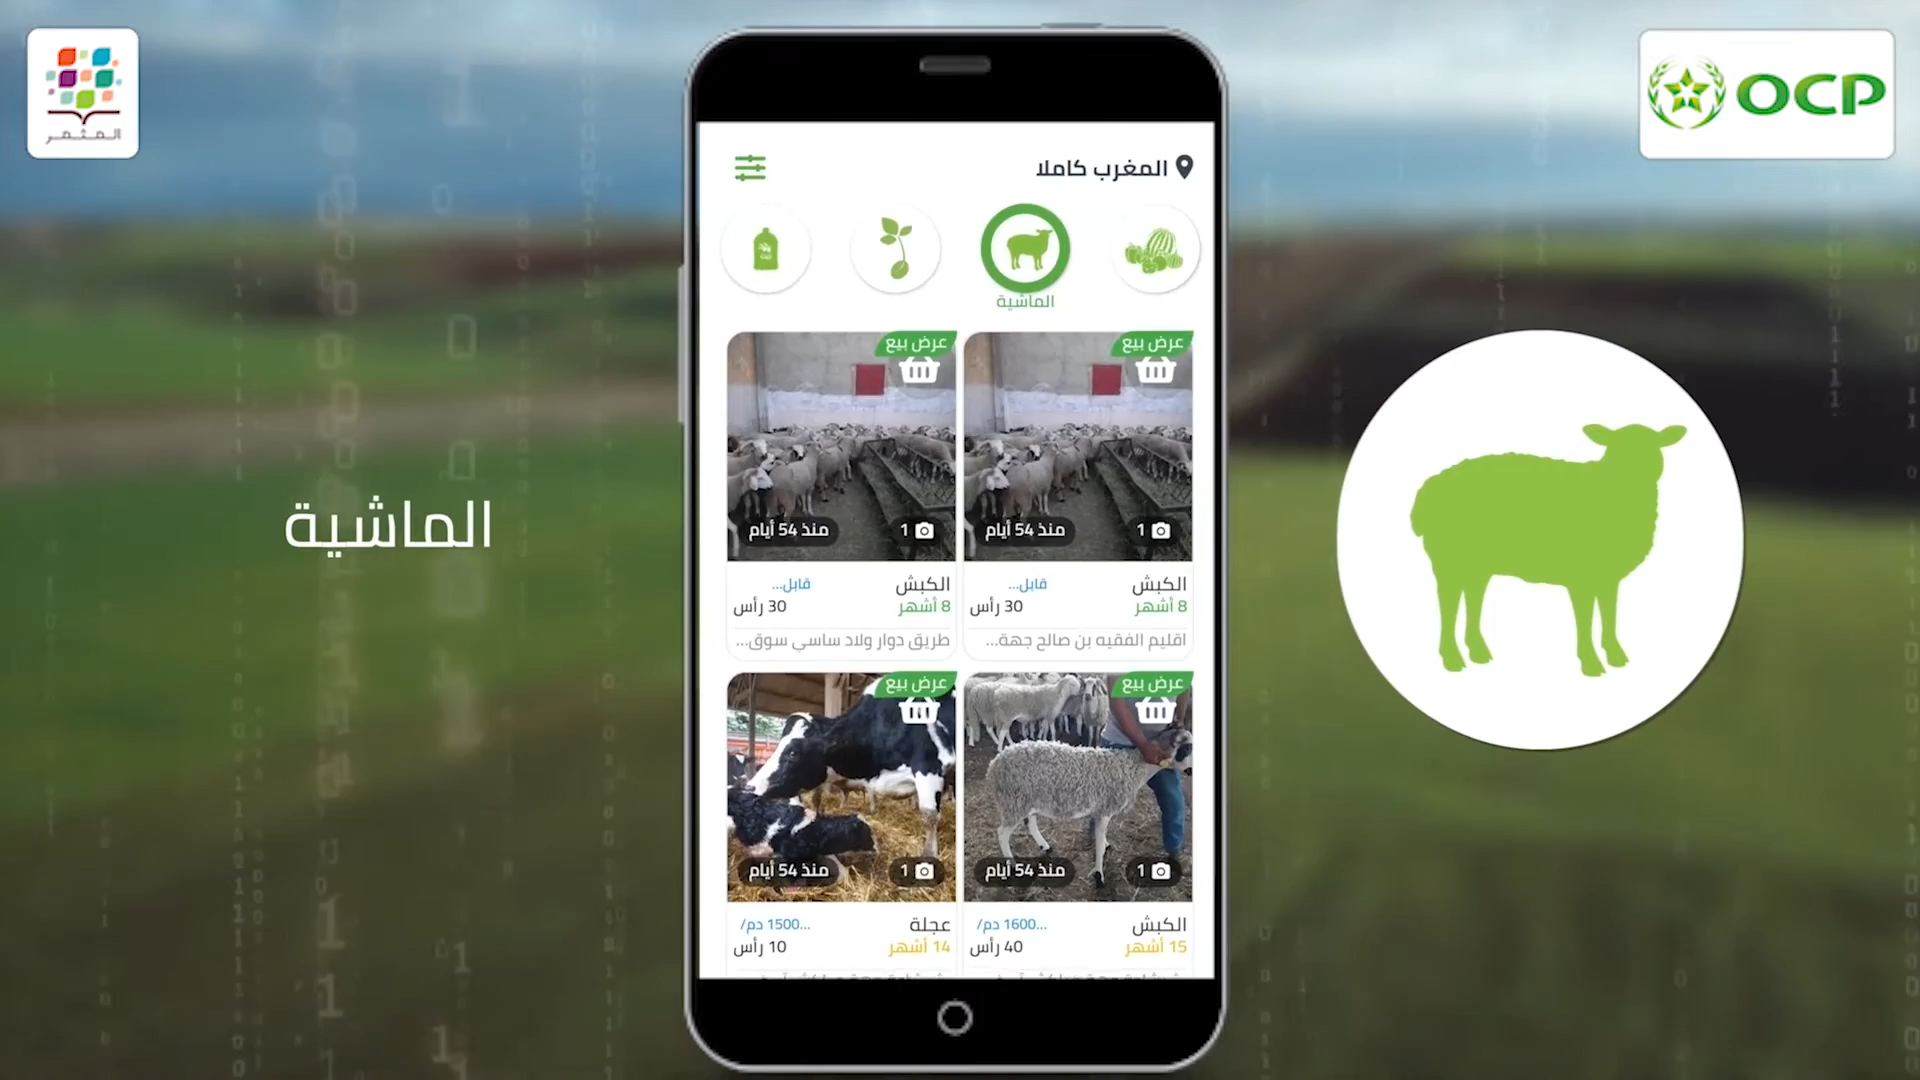 المثمر
OCP
المغرب كاملا
الماشية
عرض بيع
عرض بيع
1
منذ 54 أيام
1
منذ 54 أيام
الكبش
قابل...
8 أشهر
30 رأس
اقليم الفقيه بن صالح جهة...
الكبش
قابل...
8 أشهر
30 رأس
طريق دوار ولاد ساسي سوق...
عرض بيع
عرض بيع
1
منذ 54 أيام
1
منذ 54 أيام
الكبش
1600 دم/...
15 أشهر
40 رأس
عجلة
1500 دم/...
14 أشهر
10 رأس
الماشية